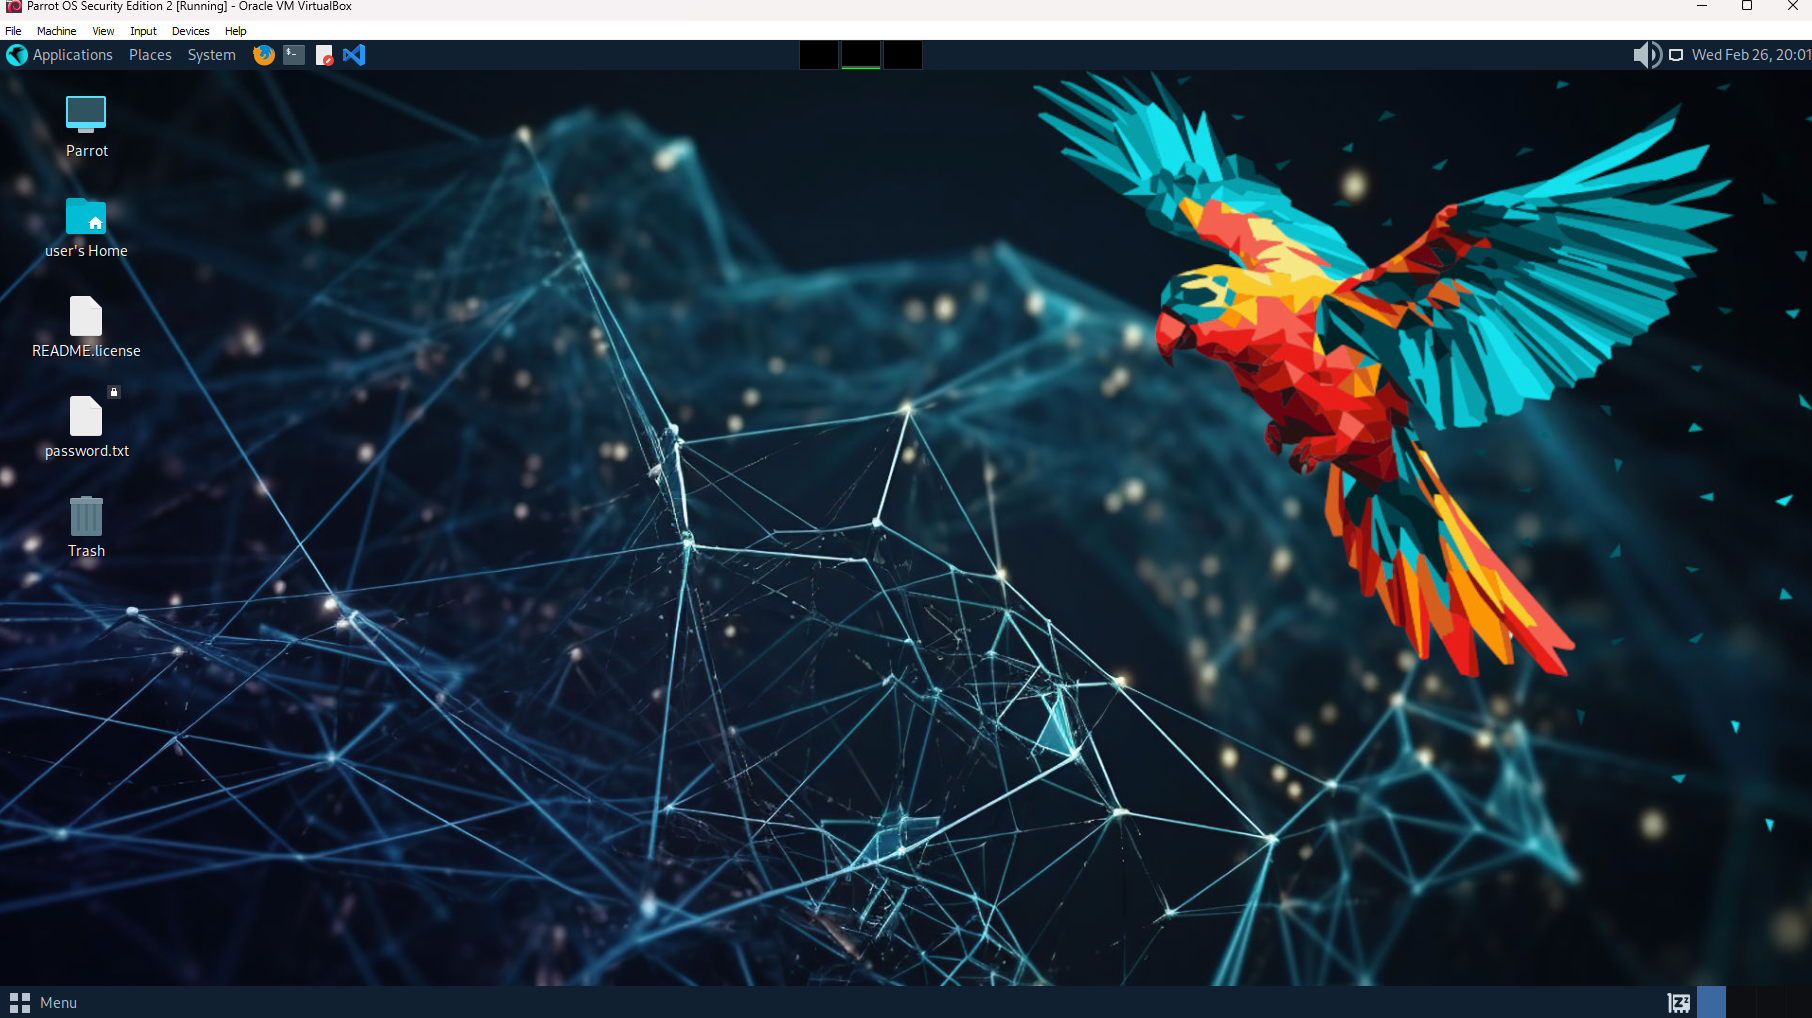 Parrot OS Security Edition 2 [Running] - Oracle VM VirtualBox
File Machine View Input Devices Help
Applications Places System Wed Feb 26, 20:01
Parrot
user's Home
README.license
password.txt
Trash
Menu